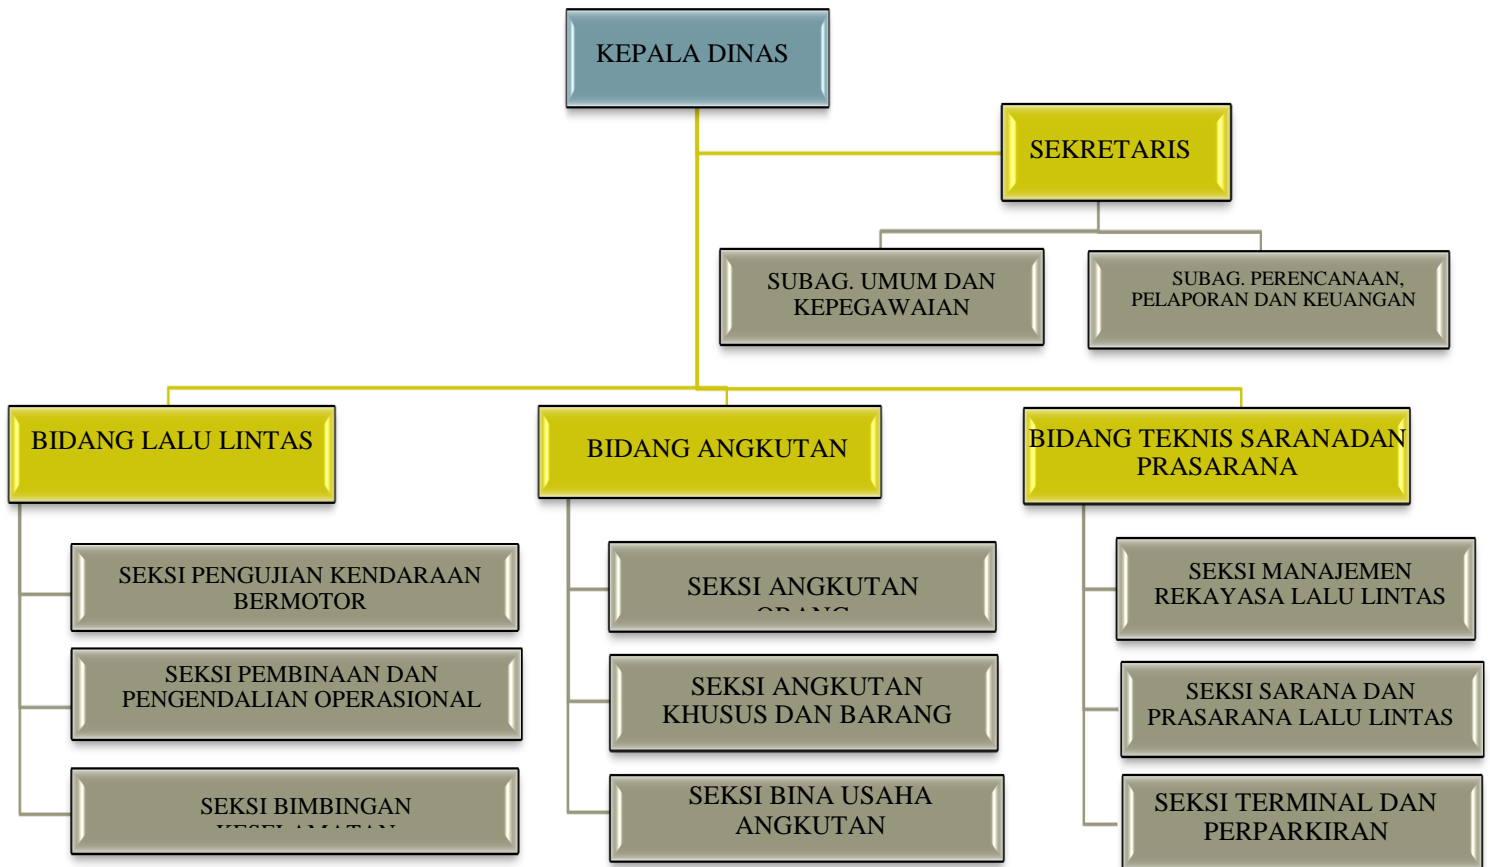 KEPALA DINAS
SEKRETARIS
SUBAG. UMUM DAN
KEPEGAWAIAN
SUBAG. PERENCANAAN,
PELAPORAN DAN KEUANGAN
BIDANG LALU LINTAS
SEKSI PENGUJIAN KENDARAAN
BERMOTOR
SEKSI PEMBINAAN DAN
PENGENDALIAN OPERASIONAL
SEKSI BIMBINGAN
KESELAMATAN
BIDANG ANGKUTAN
SEKSI ANGKUTAN
ORANG
SEKSI ANGKUTAN
KHUSUS DAN BARANG
SEKSI BINA USAHA
ANGKUTAN
BIDANG TEKNIS SARANADAN
PRASARANA
SEKSI MANAJEMEN
REKAYASA LALU LINTAS
SEKSI SARANA DAN
PRASARANA LALU LINTAS
SEKSI TERMINAL DAN
PERPARKIRAN